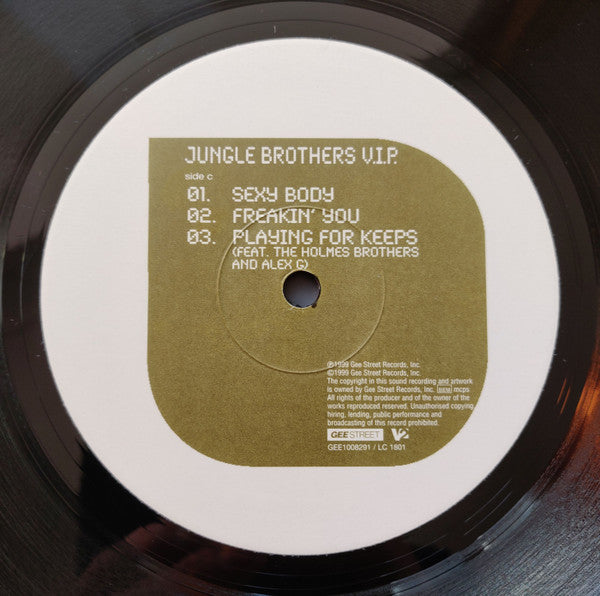 JUNGLE BROTHERS V.I.P.
side c
01. SEXY BODY
02. FREAKIN' YOU
03. PLAYING FOR KEEPS
(FEAT. THE HOLMES BROTHERS
AND ALEX G)
℗1999 Gee Street Records, Inc.
©1999 Gee Street Records, Inc.
The copyright in this sound recording and artwork
is owned by Gee Street Records, Inc. BIEM mcps
All rights of the producer and of the owner of the
works reproduced reserved. Unauthorised copying,
hiring, lending, public performance and
broadcasting of this record prohibited.
GEE STREET V2
GEE1008291 / LC 1801